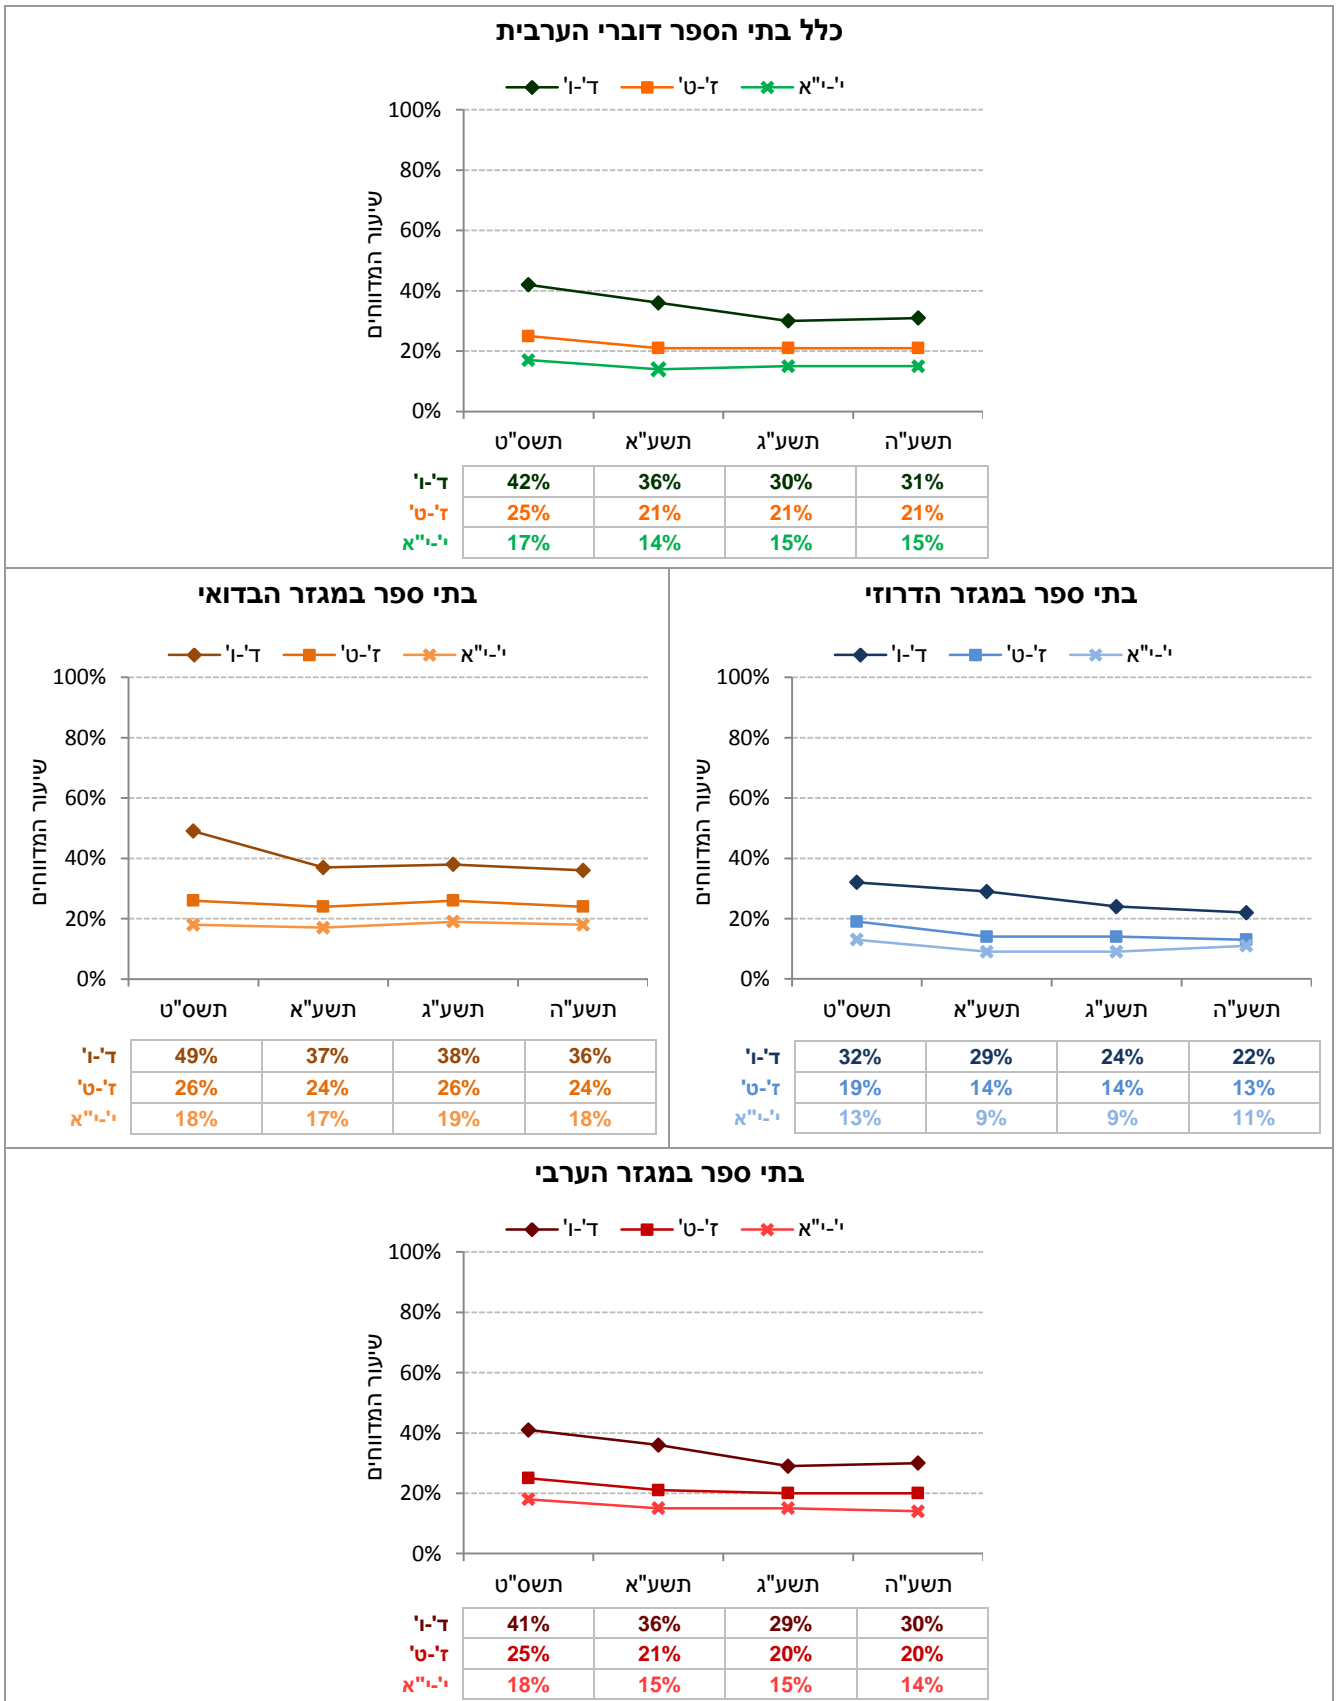 כלל בתי הספר דוברי הערבית
ד'-ו' ז'-ט' י'-י"א
שיעור המדווחים
100%
80%
60%
40%
20%
0%
תשס"ט תשע"א תשע"ג תשע"ה
ד'-ו' 42% 36% 30% 31%
ז'-ט' 25% 21% 21% 21%
י'-י"א 17% 14% 15% 15%
בתי ספר במגזר הבדואי
ד'-ו' ז'-ט' י'-י"א
שיעור המדווחים
100%
80%
60%
40%
20%
0%
תשס"ט תשע"א תשע"ג תשע"ה
ד'-ו' 49% 37% 38% 36%
ז'-ט' 26% 24% 26% 24%
י'-י"א 18% 17% 19% 18%
בתי ספר במגזר הדרוזי
ד'-ו' ז'-ט' י'-י"א
שיעור המדווחים
100%
80%
60%
40%
20%
0%
תשס"ט תשע"א תשע"ג תשע"ה
ד'-ו' 32% 29% 24% 22%
ז'-ט' 19% 14% 14% 13%
י'-י"א 13% 9% 9% 11%
בתי ספר במגזר הערבי
ד'-ו' ז'-ט' י'-י"א
שיעור המדווחים
100%
80%
60%
40%
20%
0%
תשס"ט תשע"א תשע"ג תשע"ה
ד'-ו' 41% 36% 29% 30%
ז'-ט' 25% 21% 20% 20%
י'-י"א 18% 15% 15% 14%